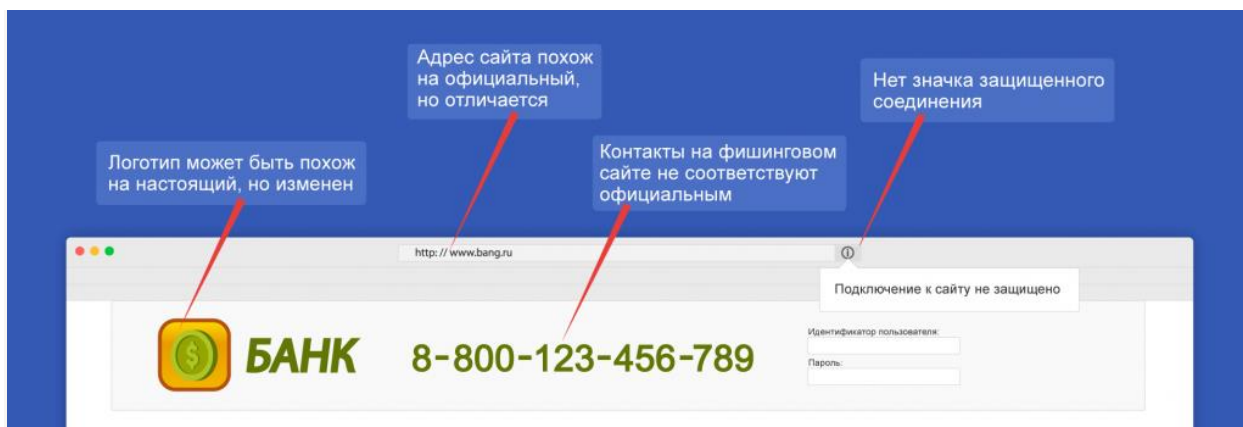 Адрес сайта похож
на официальный,
но отличается
Нет значка защищенного
соединения
Логотип может быть похож
на настоящий, но изменен
Контакты на фишинговом
сайте не соответствуют
официальным
http: // www.bang.ru
Подключение к сайту не защищено
$
БАНК
8-800-123-456-789
Идентификатор пользователя:
Пароль: